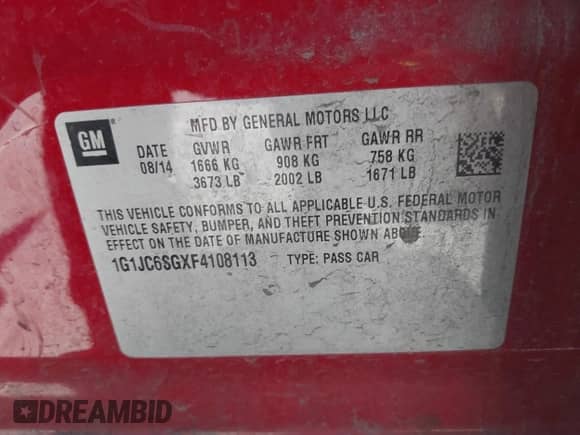 GM
MFD BY GENERAL MOTORS LLC
DATE GVWR GAWR FRT GAWR RR
08/14 1666 KG 908 KG 758 KG
3673 LB 2002 LB 1671 LB
THIS VEHICLE CONFORMS TO ALL APPLICABLE U.S. FEDERAL MOTOR
VEHICLE SAFETY, BUMPER, AND THEFT PREVENTION STANDARDS IN
EFFECT ON THE DATE OF MANUFACTURE SHOWN ABOVE.
1G1JC6SGXF4108113 TYPE: PASS CAR
DREAMBID